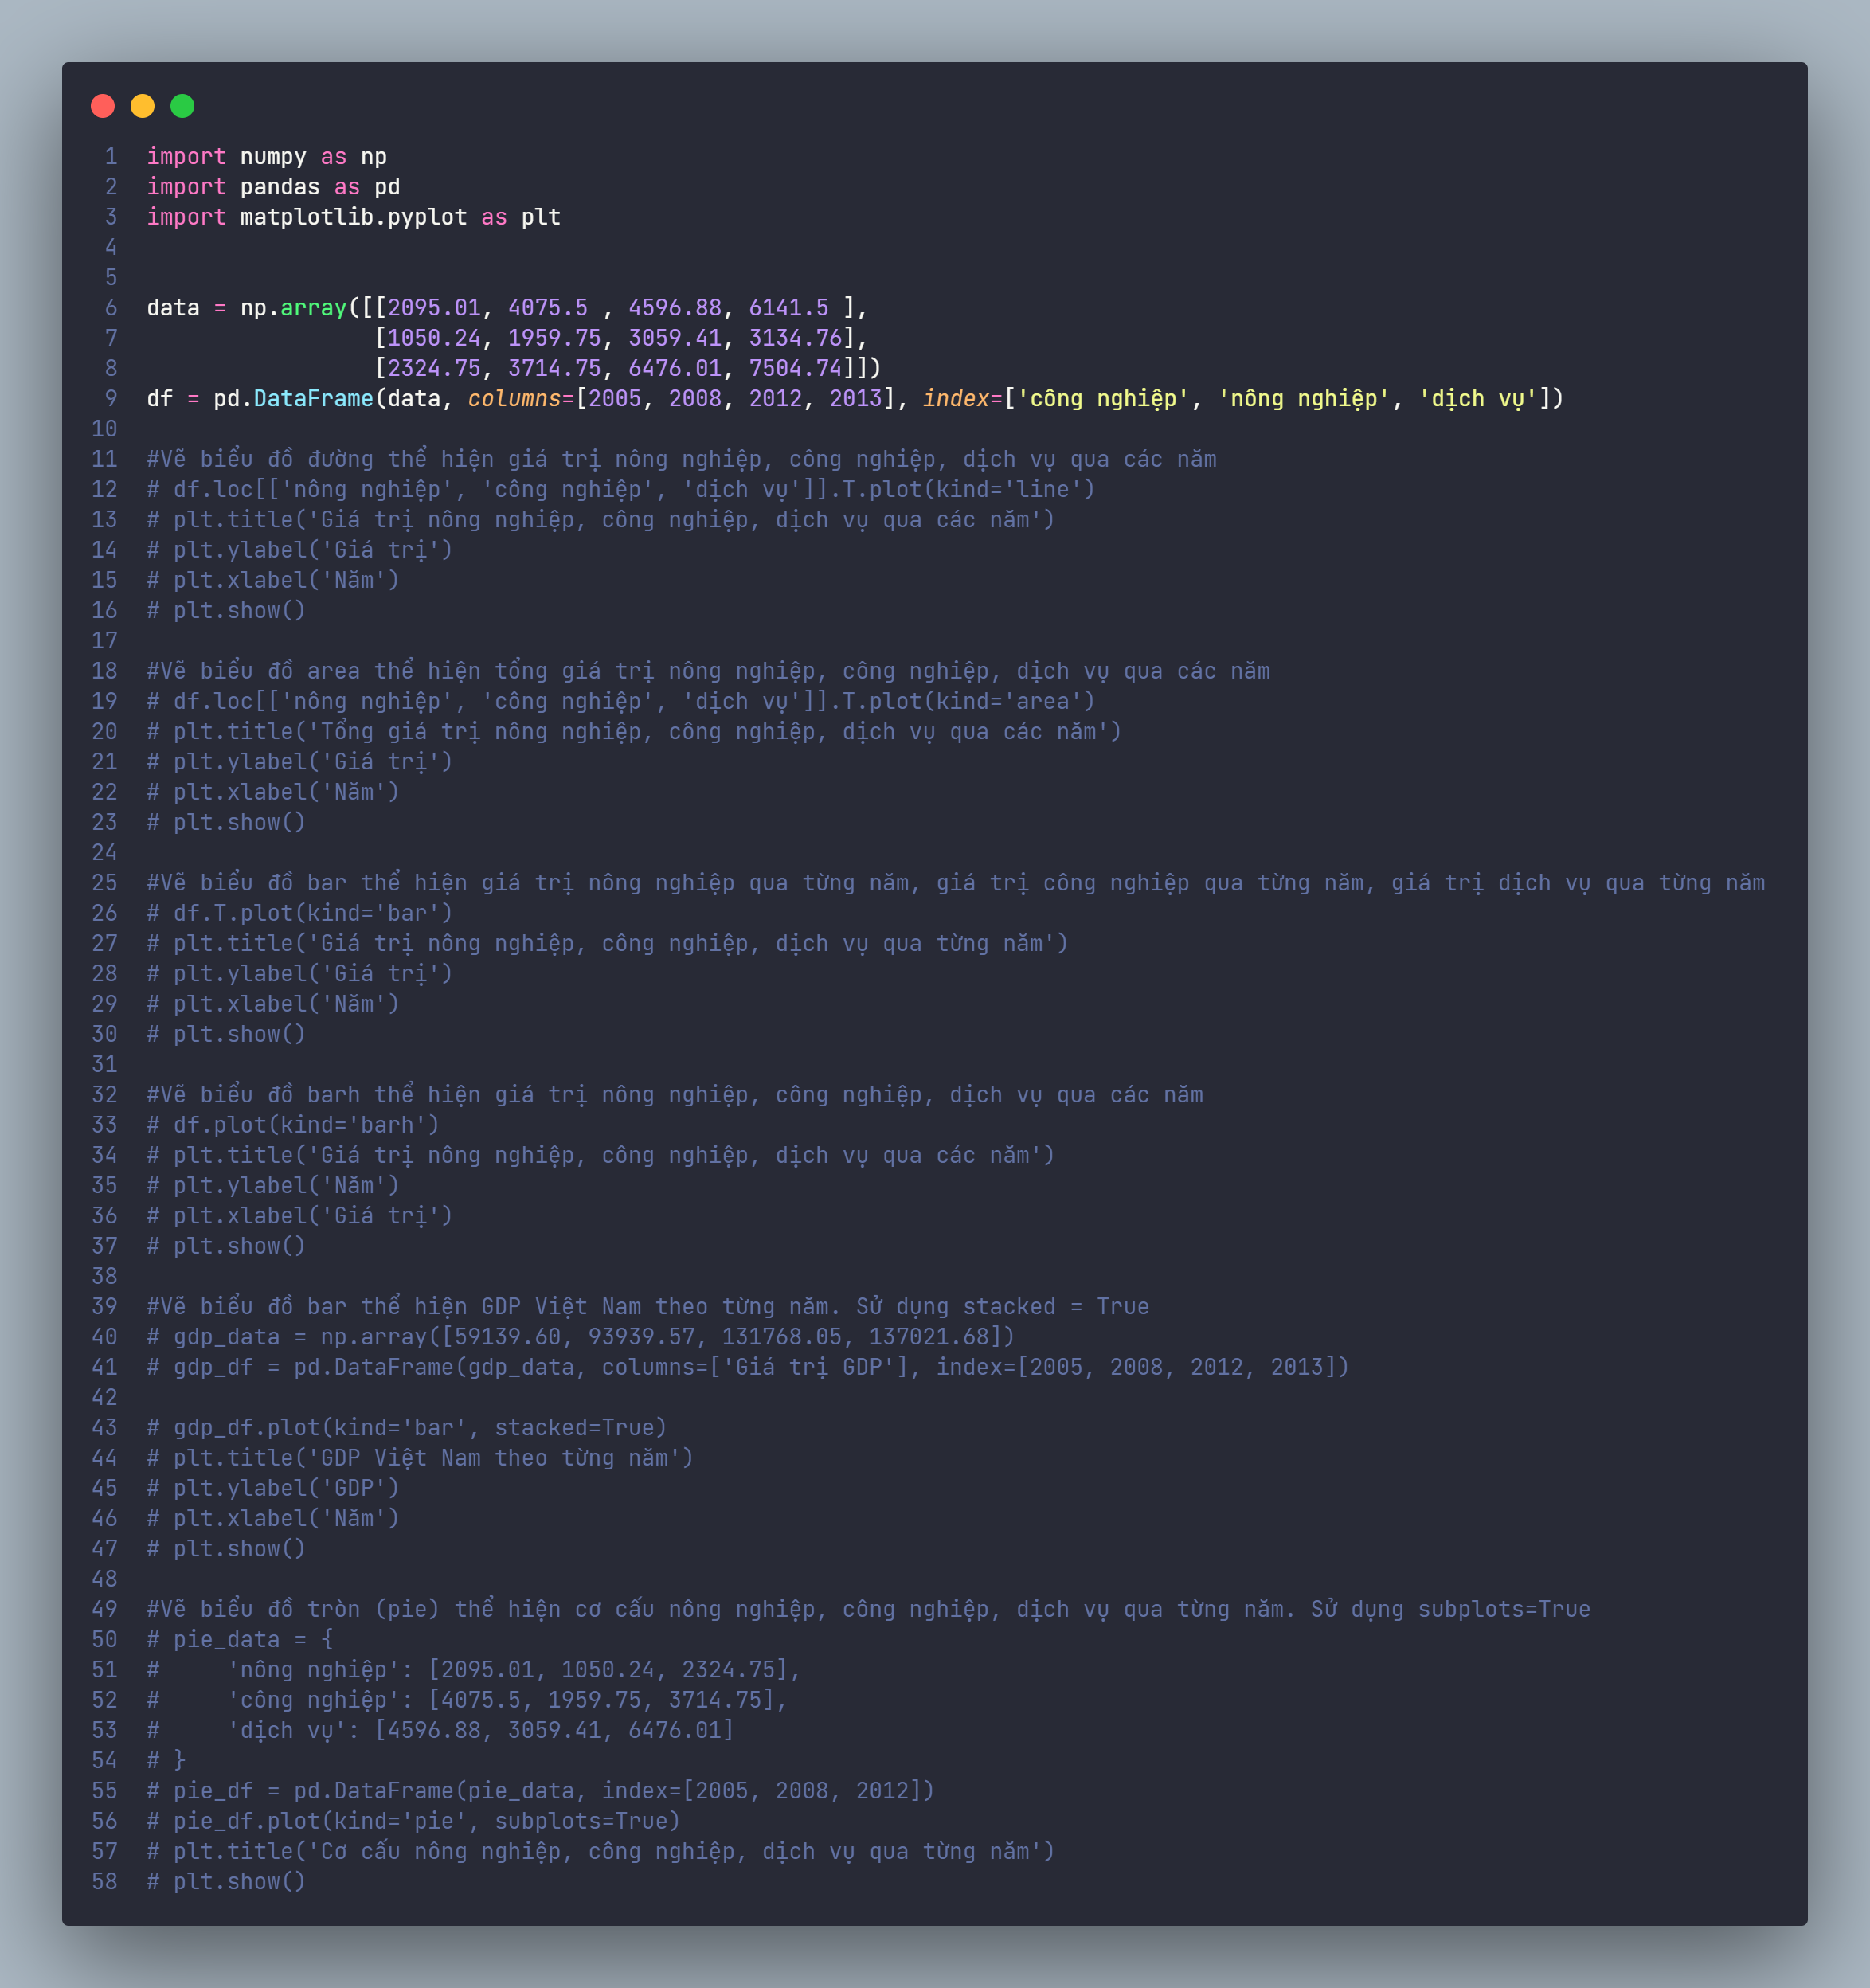 1 import numpy as np
2 import pandas as pd
3 import matplotlib.pyplot as plt
4
5
6 data = np.array([[2095.01, 4075.5 , 4596.88, 6141.5 ],
7                  [1050.24, 1959.75, 3059.41, 3134.76],
8                  [2324.75, 3714.75, 6476.01, 7504.74]])
9 df = pd.DataFrame(data, columns=[2005, 2008, 2012, 2013], index=['công nghiệp', 'nông nghiệp', 'dịch vụ'])
10
11 #Vẽ biểu đồ đường thể hiện giá trị nông nghiệp, công nghiệp, dịch vụ qua các năm
12 # df.loc[['nông nghiệp', 'công nghiệp', 'dịch vụ']].T.plot(kind='line')
13 # plt.title('Giá trị nông nghiệp, công nghiệp, dịch vụ qua các năm')
14 # plt.ylabel('Giá trị')
15 # plt.xlabel('Năm')
16 # plt.show()
17
18 #Vẽ biểu đồ area thể hiện tổng giá trị nông nghiệp, công nghiệp, dịch vụ qua các năm
19 # df.loc[['nông nghiệp', 'công nghiệp', 'dịch vụ']].T.plot(kind='area')
20 # plt.title('Tổng giá trị nông nghiệp, công nghiệp, dịch vụ qua các năm')
21 # plt.ylabel('Giá trị')
22 # plt.xlabel('Năm')
23 # plt.show()
24
25 #Vẽ biểu đồ bar thể hiện giá trị nông nghiệp qua từng năm, giá trị công nghiệp qua từng năm, giá trị dịch vụ qua từng năm
26 # df.T.plot(kind='bar')
27 # plt.title('Giá trị nông nghiệp, công nghiệp, dịch vụ qua từng năm')
28 # plt.ylabel('Giá trị')
29 # plt.xlabel('Năm')
30 # plt.show()
31
32 #Vẽ biểu đồ barh thể hiện giá trị nông nghiệp, công nghiệp, dịch vụ qua các năm
33 # df.plot(kind='barh')
34 # plt.title('Giá trị nông nghiệp, công nghiệp, dịch vụ qua các năm')
35 # plt.ylabel('Năm')
36 # plt.xlabel('Giá trị')
37 # plt.show()
38
39 #Vẽ biểu đồ bar thể hiện GDP Việt Nam theo từng năm. Sử dụng stacked = True
40 # gdp_data = np.array([59139.60, 93939.57, 131768.05, 137021.68])
41 # gdp_df = pd.DataFrame(gdp_data, columns=['Giá trị GDP'], index=[2005, 2008, 2012, 2013])
42
43 # gdp_df.plot(kind='bar', stacked=True)
44 # plt.title('GDP Việt Nam theo từng năm')
45 # plt.ylabel('GDP')
46 # plt.xlabel('Năm')
47 # plt.show()
48
49 #Vẽ biểu đồ tròn (pie) thể hiện cơ cấu nông nghiệp, công nghiệp, dịch vụ qua từng năm. Sử dụng subplots=True
50 # pie_data = {
51 #     'nông nghiệp': [2095.01, 1050.24, 2324.75],
52 #     'công nghiệp': [4075.5, 1959.75, 3714.75],
53 #     'dịch vụ': [4596.88, 3059.41, 6476.01]
54 # }
55 # pie_df = pd.DataFrame(pie_data, index=[2005, 2008, 2012])
56 # pie_df.plot(kind='pie', subplots=True)
57 # plt.title('Cơ cấu nông nghiệp, công nghiệp, dịch vụ qua từng năm')
58 # plt.show()